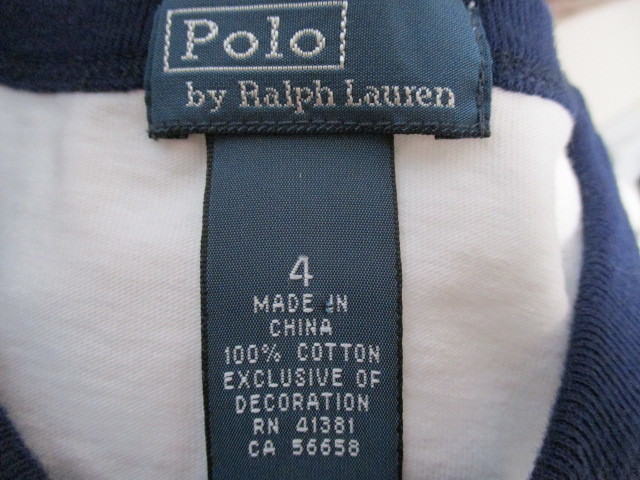 Polo
by Ralph Lauren
4
MADE IN
CHINA
100% COTTON
EXCLUSIVE OF
DECORATION
RN 41381
CA 56658